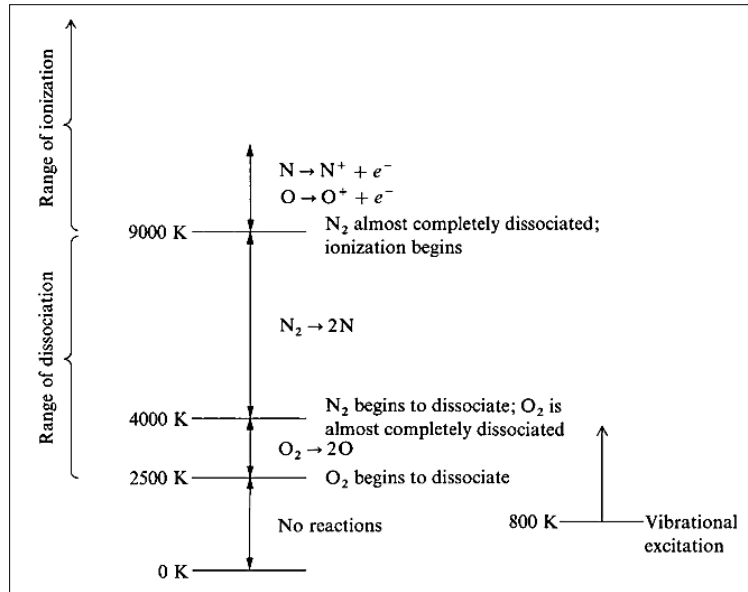 Range of ionization
N → N⁺ + e⁻
O → O⁺ + e⁻
9000 K
N₂ almost completely dissociated;
ionization begins
Range of dissociation
N₂ → 2N
4000 K
N₂ begins to dissociate; O₂ is
almost completely dissociated
O₂ → 2O
2500 K
O₂ begins to dissociate
No reactions
0 K
800 K
Vibrational
excitation